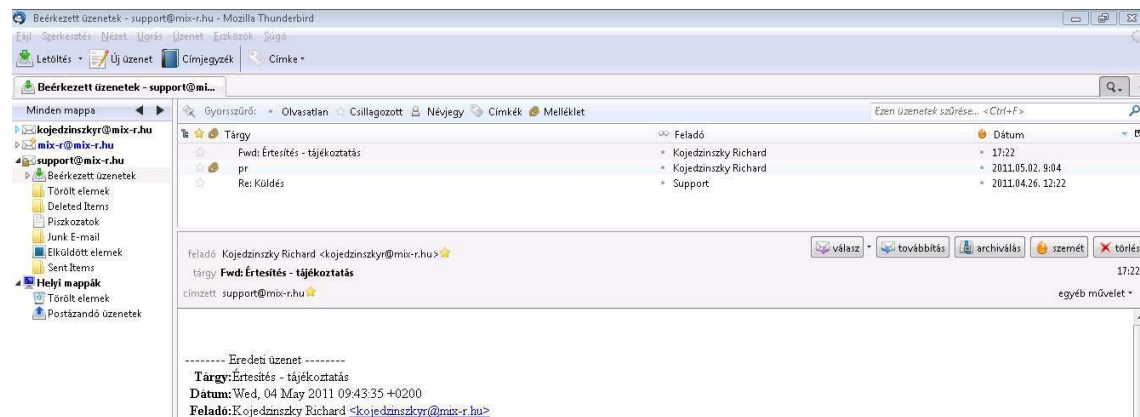 Beérkezett üzenetek - support@mix-r.hu - Mozilla Thunderbird
Fájl Szerkesztés Nézet Ugrás Üzenet Eszközök Súgó
Letöltés Új üzenet Címjegyzék Címke
Beérkezett üzenetek - support@mi...
Minden mappa
Gyorsszűrő: Olvasatlan Csillagozott Névjegy Címkék Melléklet Ezen üzenetek szűrése... <Ctrl+F>
kojedzinszkyr@mix-r.hu
mix-r@mix-r.hu
support@mix-r.hu
Beérkezett üzenetek
Törölt elemek
Deleted Items
Piszkozatok
Junk E-mail
Elküldött elemek
Sent Items
Helyi mappák
Törölt elemek
Postázandó üzenetek
Tárgy Feladó Dátum
Fwd: Értesítés - tájékoztatás Kojedzinszky Richard 17:22
pr Kojedzinszky Richard 2011.05.02. 9:04
Re: Küldés Support 2011.04.26. 12:22
feladó Kojedzinszky Richard <kojedzinszkyr@mix-r.hu> válasz továbbítás archiválás szemét törlés
tárgy Fwd: Értesítés - tájékoztatás 17:22
címzett support@mix-r.hu egyéb művelet
-------- Eredeti üzenet --------
Tárgy:Értesítés - tájékoztatás
Dátum:Wed, 04 May 2011 09:43:35 +0200
Feladó:Kojedzinszky Richard <kojedzinszkyr@mix-r.hu>